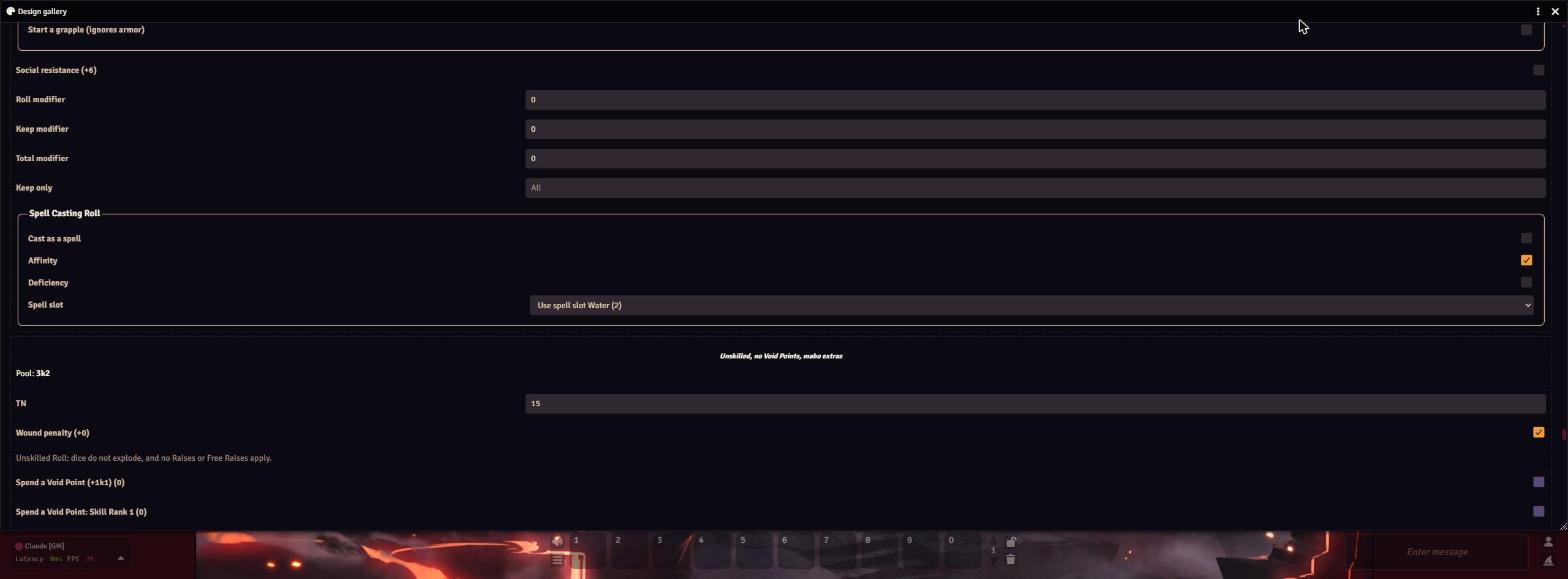 Design gallery
Start a grapple (ignores armor)
Social resistance (+6)
Roll modifier 0
Keep modifier 0
Total modifier 0
Keep only All
Spell Casting Roll
Cast as a spell
Affinity
Deficiency
Spell slot Use spell slot Water (2)
Unskilled, no Void Points, maho extras
Pool: 3k2
TN 15
Wound penalty (+0)
Unskilled Roll: dice do not explode, and no Raises or Free Raises apply.
Spend a Void Point (+1k1) (0)
Spend a Void Point: Skill Rank 1 (0)
Claude [GM]
Latency 0ms FPS 26
1 2 3 4 5 6 7 8 9 0
1
Enter message